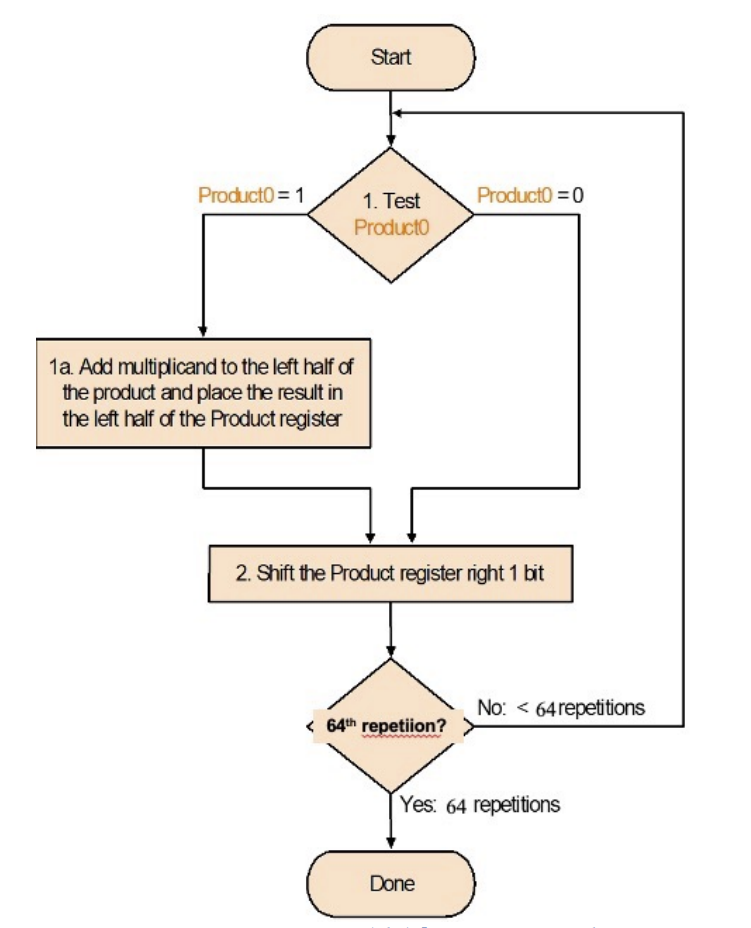 Start
Product0 = 1
1. Test
Product0
Product0 = 0
1a. Add multiplicand to the left half of
the product and place the result in
the left half of the Product register
2. Shift the Product register right 1 bit
64th repetiion?
No: < 64 repetitions
Yes: 64 repetitions
Done